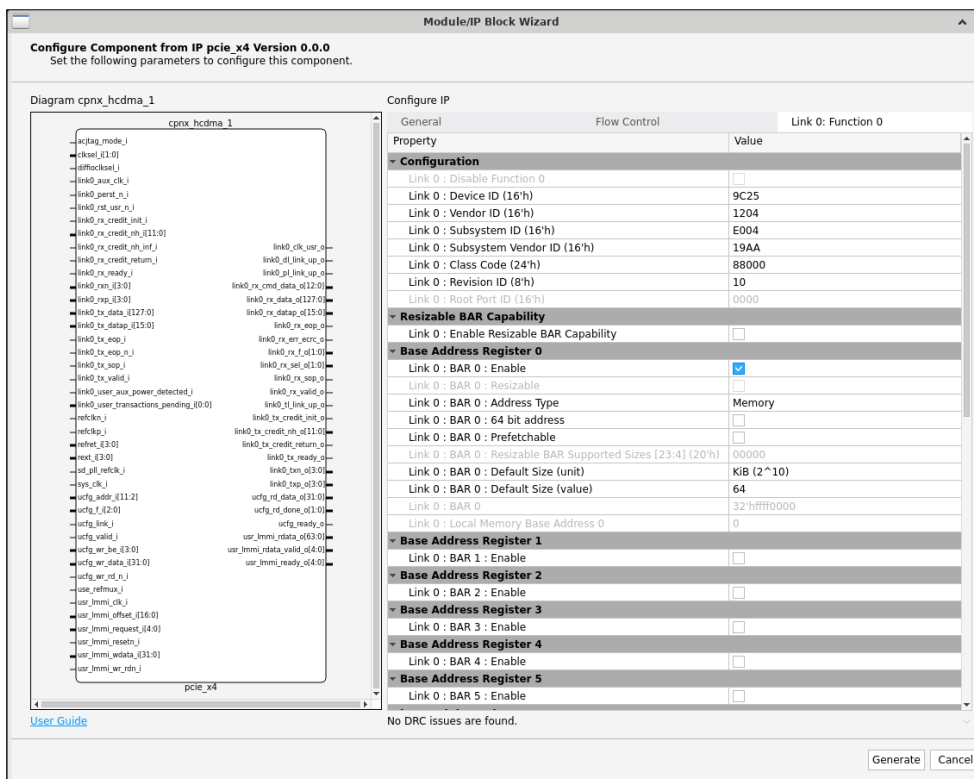 Module/IP Block Wizard
Configure Component from IP pcie_x4 Version 0.0.0
Set the following parameters to configure this component.
Diagram cpnx_hcdma_1
cpnx_hcdma_1
acjtag_mode_i
clksel_i[1:0]
diffioclksel_i
link0_aux_clk_i
link0_perst_n_i
link0_rst_usr_n_i
link0_rx_credit_init_i
link0_rx_credit_nh_i[11:0]
link0_rx_credit_nh_inf_i
link0_rx_credit_return_i
link0_rx_ready_i
link0_rxn_i[3:0]
link0_rxp_i[3:0]
link0_tx_data_i[127:0]
link0_tx_datap_i[15:0]
link0_tx_eop_i
link0_tx_eop_n_i
link0_tx_sop_i
link0_tx_valid_i
link0_user_aux_power_detected_i
link0_user_transactions_pending_i[0:0]
refclkn_i
refclkp_i
refret_i[3:0]
rext_i[3:0]
sd_pll_refclk_i
sys_clk_i
ucfg_addr_i[11:2]
ucfg_f_i[2:0]
ucfg_link_i
ucfg_valid_i
ucfg_wr_be_i[3:0]
ucfg_wr_data_i[31:0]
ucfg_wr_rd_n_i
use_refmux_i
usr_lmmi_clk_i
usr_lmmi_offset_i[16:0]
usr_lmmi_request_i[4:0]
usr_lmmi_resetn_i
usr_lmmi_wdata_i[31:0]
usr_lmmi_wr_rdn_i
link0_clk_usr_o
link0_dl_link_up_o
link0_pl_link_up_o
link0_rx_cmd_data_o[12:0]
link0_rx_data_o[127:0]
link0_rx_datap_o[15:0]
link0_rx_eop_o
link0_rx_err_ecrc_o
link0_rx_f_o[1:0]
link0_rx_sel_o[1:0]
link0_rx_sop_o
link0_rx_valid_o
link0_tl_link_up_o
link0_tx_credit_init_o
link0_tx_credit_nh_o[11:0]
link0_tx_credit_return_o
link0_tx_ready_o
link0_txn_o[3:0]
link0_txp_o[3:0]
ucfg_rd_data_o[31:0]
ucfg_rd_done_o[1:0]
ucfg_ready_o
usr_lmmi_rdata_o[63:0]
usr_lmmi_rdata_valid_o[4:0]
usr_lmmi_ready_o[4:0]
pcie_x4
User Guide
Configure IP
General Flow Control Link 0: Function 0
Property Value
Configuration
Link 0 : Disable Function 0
Link 0 : Device ID (16'h) 9C25
Link 0 : Vendor ID (16'h) 1204
Link 0 : Subsystem ID (16'h) E004
Link 0 : Subsystem Vendor ID (16'h) 19AA
Link 0 : Class Code (24'h) 88000
Link 0 : Revision ID (8'h) 10
Link 0 : Root Port ID (16'h) 0000
Resizable BAR Capability
Link 0 : Enable Resizable BAR Capability
Base Address Register 0
Link 0 : BAR 0 : Enable
Link 0 : BAR 0 : Resizable
Link 0 : BAR 0 : Address Type Memory
Link 0 : BAR 0 : 64 bit address
Link 0 : BAR 0 : Prefetchable
Link 0 : BAR 0 : Resizable BAR Supported Sizes [23:4] (20'h) 00000
Link 0 : BAR 0 : Default Size (unit) KiB (2^10)
Link 0 : BAR 0 : Default Size (value) 64
Link 0 : BAR 0 32'hffff0000
Link 0 : Local Memory Base Address 0 0
Base Address Register 1
Link 0 : BAR 1 : Enable
Base Address Register 2
Link 0 : BAR 2 : Enable
Base Address Register 3
Link 0 : BAR 3 : Enable
Base Address Register 4
Link 0 : BAR 4 : Enable
Base Address Register 5
Link 0 : BAR 5 : Enable
No DRC issues are found.
Generate Cancel